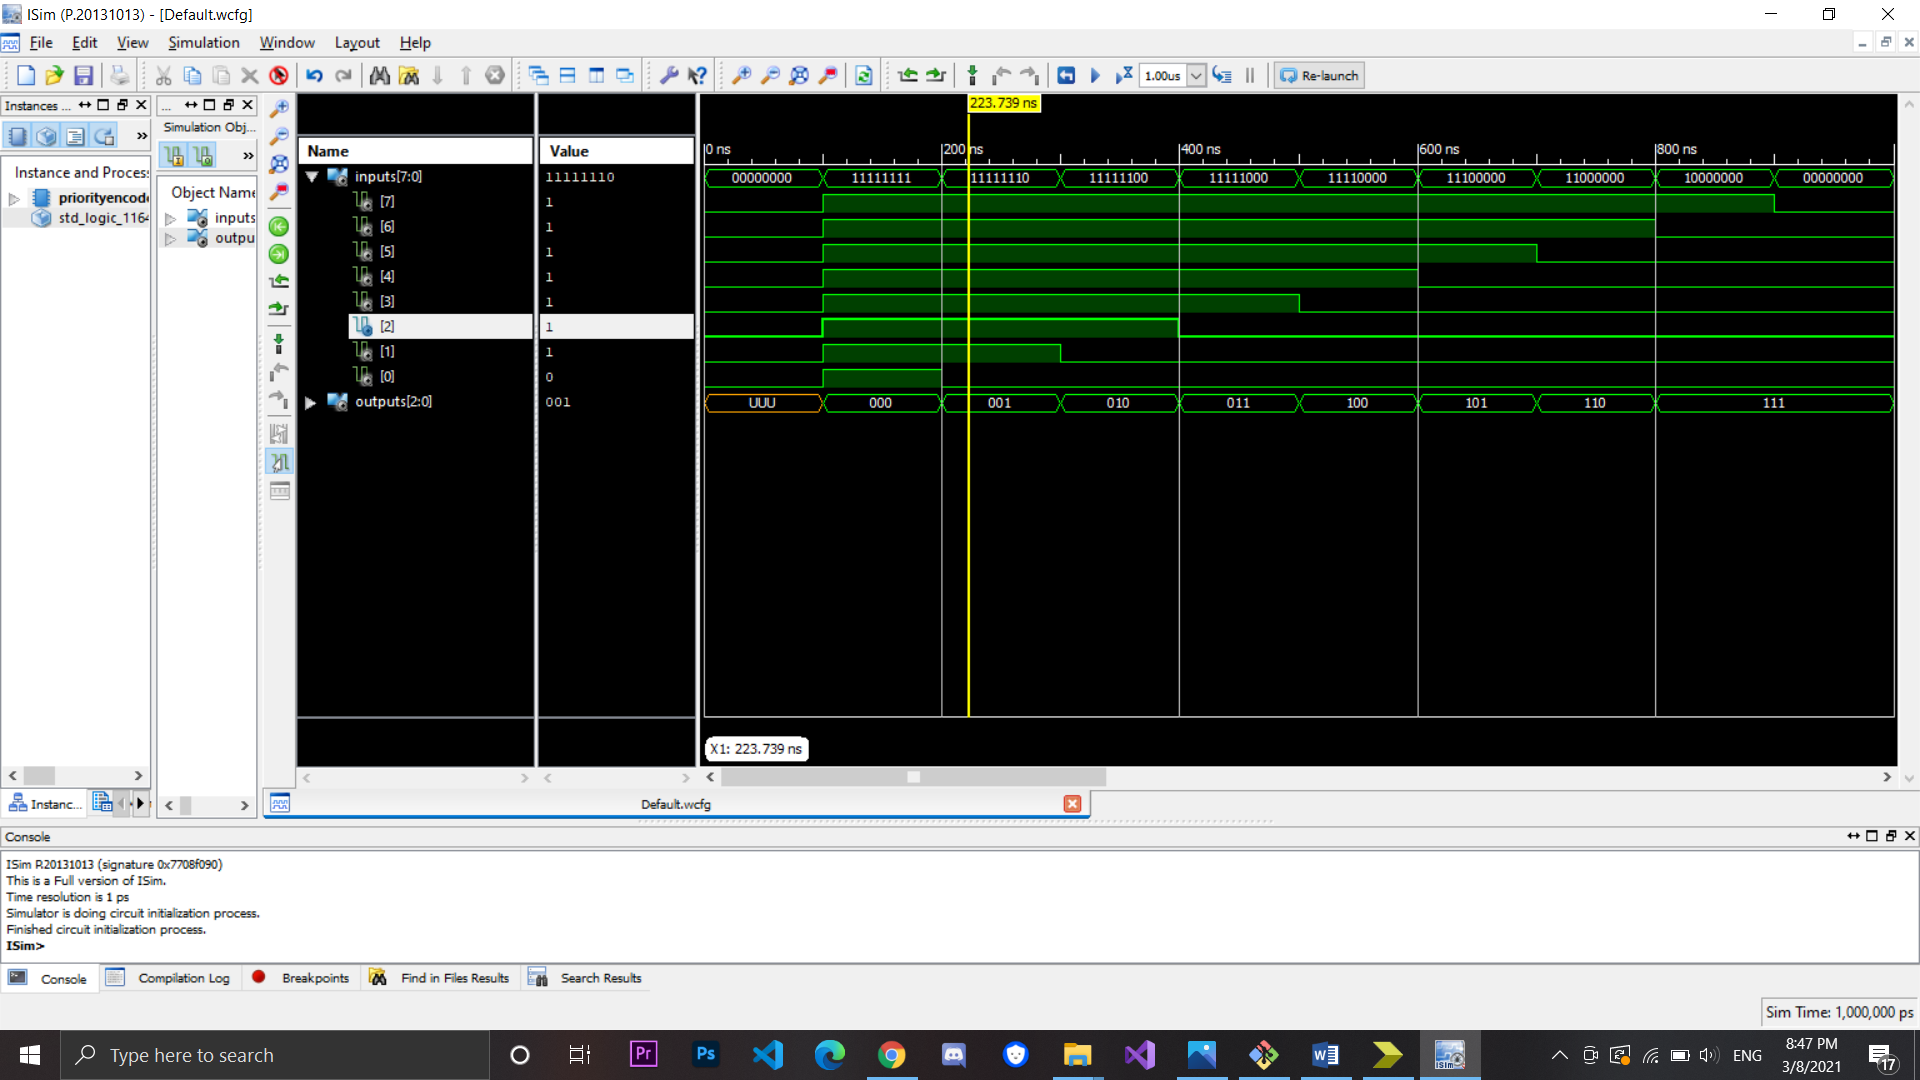 ISim (P.20131013) - [Default.wcfg]
File Edit View Simulation Window Layout Help
1.00us Re-launch
Instances ...
...
Simulation Obj...
Instance and Process
priorityencode
std_logic_1164
Object Name
inputs
outpu
223.739 ns
Name Value
0 ns 200 ns 400 ns 600 ns 800 ns
inputs[7:0] 11111110 00000000 11111111 11111110 11111100 11111000 11110000 11100000 11000000 10000000 00000000
[7] 1
[6] 1
[5] 1
[4] 1
[3] 1
[2] 1
[1] 1
[0] 0
outputs[2:0] 001 UUU 000 001 010 011 100 101 110 111
X1: 223.739 ns
Instanc...
Default.wcfg
Console
ISim P.20131013 (signature 0x7708f090)
This is a Full version of ISim.
Time resolution is 1 ps
Simulator is doing circuit initialization process.
Finished circuit initialization process.
ISim>
Console Compilation Log Breakpoints Find in Files Results Search Results
Sim Time: 1,000,000 ps
Type here to search
Pr Ps
ISim
ENG
8:47 PM
3/8/2021
17